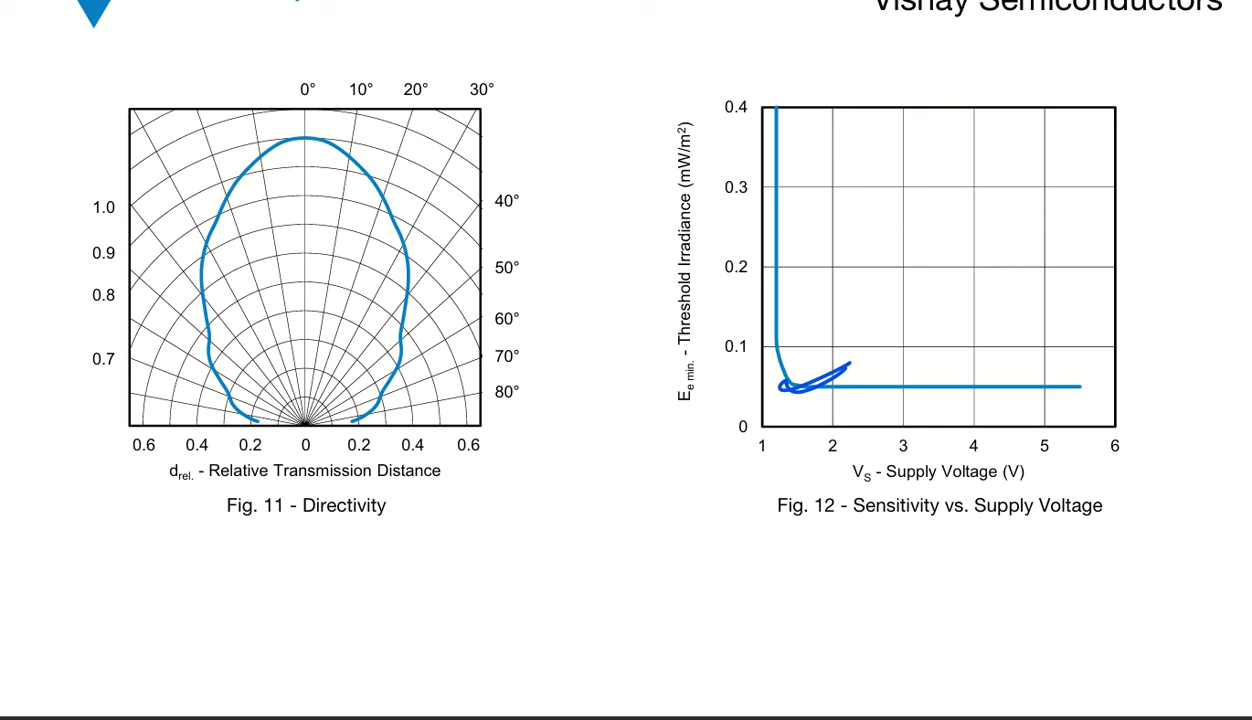 Vishay Semiconductors
0° 10° 20° 30°
40°
50°
60°
70°
80°
1.0
0.9
0.8
0.7
0.6 0.4 0.2 0 0.2 0.4 0.6
drel. - Relative Transmission Distance
Fig. 11 - Directivity
Ee min. - Threshold Irradiance (mW/m²)
0.4
0.3
0.2
0.1
0
1 2 3 4 5 6
VS - Supply Voltage (V)
Fig. 12 - Sensitivity vs. Supply Voltage